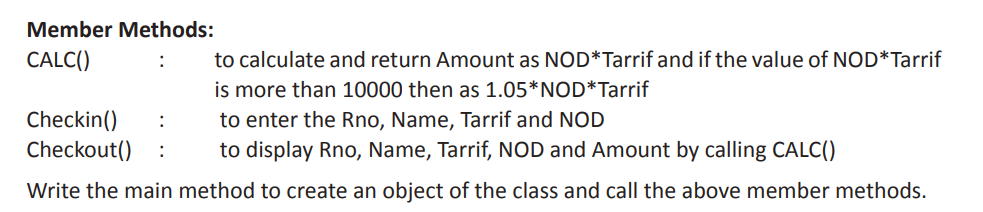 Member Methods:
CALC() : to calculate and return Amount as NOD*Tarrif and if the value of NOD*Tarrif
is more than 10000 then as 1.05*NOD*Tarrif
Checkin() : to enter the Rno, Name, Tarrif and NOD
Checkout() : to display Rno, Name, Tarrif, NOD and Amount by calling CALC()
Write the main method to create an object of the class and call the above member methods.